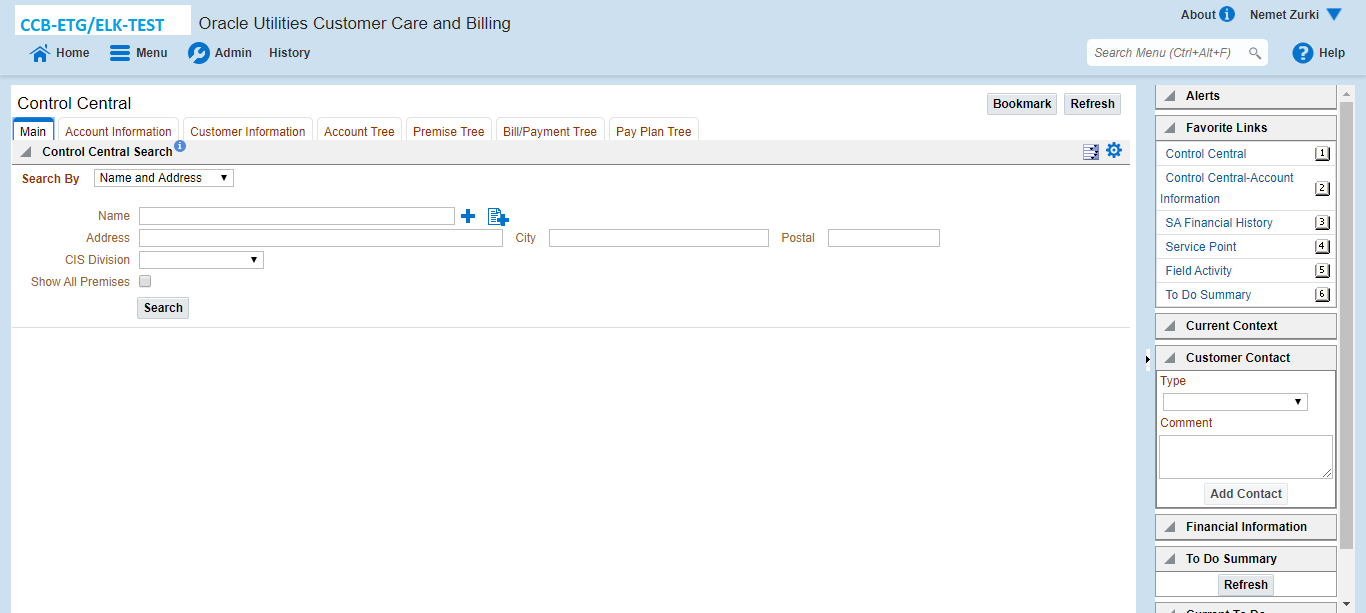 CCB-ETG/ELK-TEST
Oracle Utilities Customer Care and Billing
About
Nemet Zurki
Home
Menu
Admin
History
Search Menu (Ctrl+Alt+F)
Help
Control Central
Bookmark
Refresh
Main
Account Information
Customer Information
Account Tree
Premise Tree
Bill/Payment Tree
Pay Plan Tree
Control Central Search
Search By
Name and Address
Name
Address
City
Postal
CIS Division
Show All Premises
Search
Alerts
Favorite Links
Control Central 1
Control Central-Account
Information 2
SA Financial History 3
Service Point 4
Field Activity 5
To Do Summary 6
Current Context
Customer Contact
Type
Comment
Add Contact
Financial Information
To Do Summary
Refresh
Current To Do